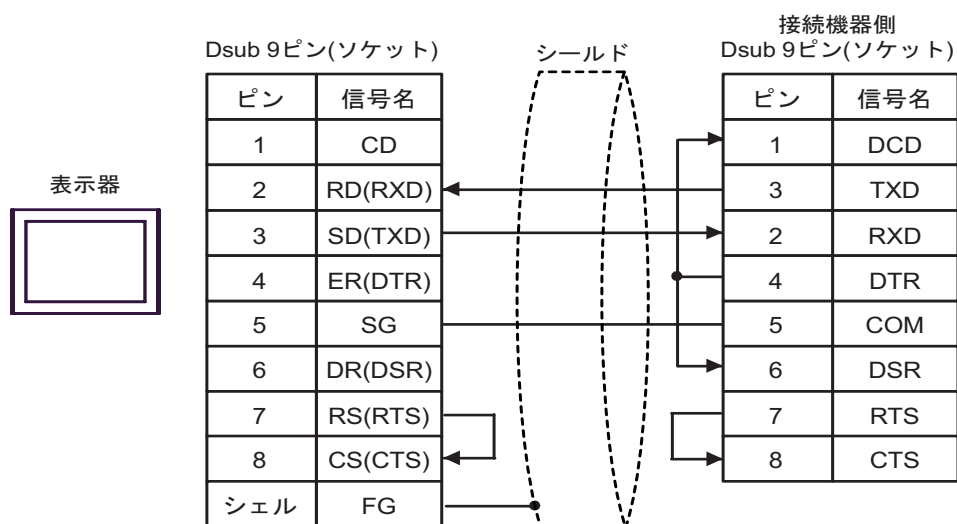 接続機器側
Dsub 9ピン(ソケット) シールド Dsub 9ピン(ソケット)
ピン 信号名 ピン 信号名
1 CD 1 DCD
表示器
2 RD(RXD) 3 TXD
3 SD(TXD) 2 RXD
4 ER(DTR) 4 DTR
5 SG 5 COM
6 DR(DSR) 6 DSR
7 RS(RTS) 7 RTS
8 CS(CTS) 8 CTS
シェル FG